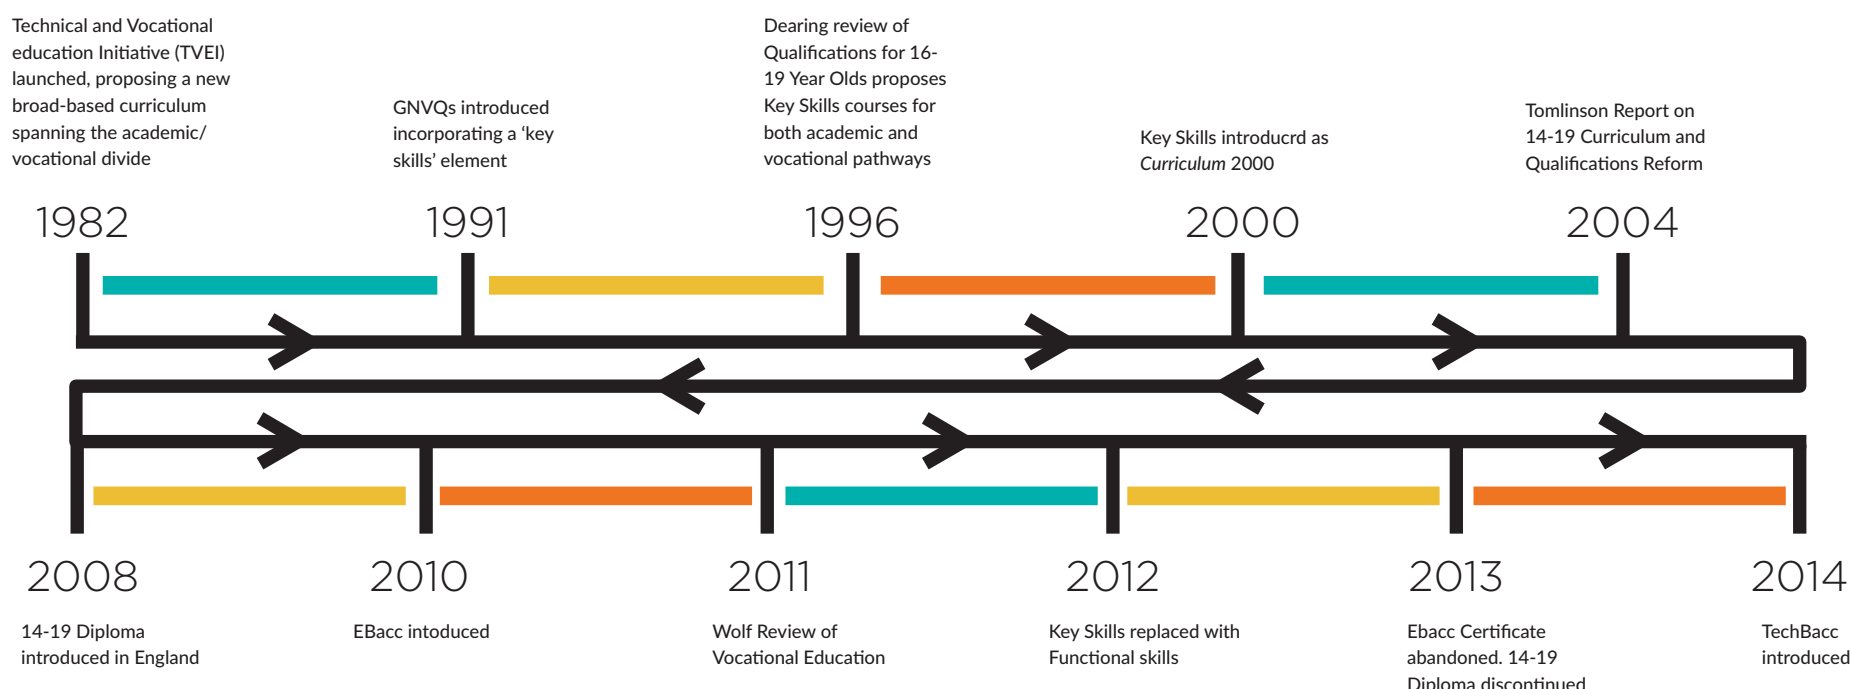 Technical and Vocational
education Initiative (TVEI)
launched, proposing a new
broad-based curriculum
spanning the academic/
vocational divide
1982
GNVQs introduced
incorporating a ‘key
skills’ element
1991
Dearing review of
Qualifications for 16-
19 Year Olds proposes
Key Skills courses for
both academic and
vocational pathways
1996
Key Skills introducrd as
Curriculum 2000
2000
Tomlinson Report on
14-19 Curriculum and
Qualifications Reform
2004
2008
14-19 Diploma
introduced in England
2010
EBacc intoduced
2011
Wolf Review of
Vocational Education
2012
Key Skills replaced with
Functional skills
2013
Ebacc Certificate
abandoned. 14-19
Diploma discontinued
2014
TechBacc
introduced